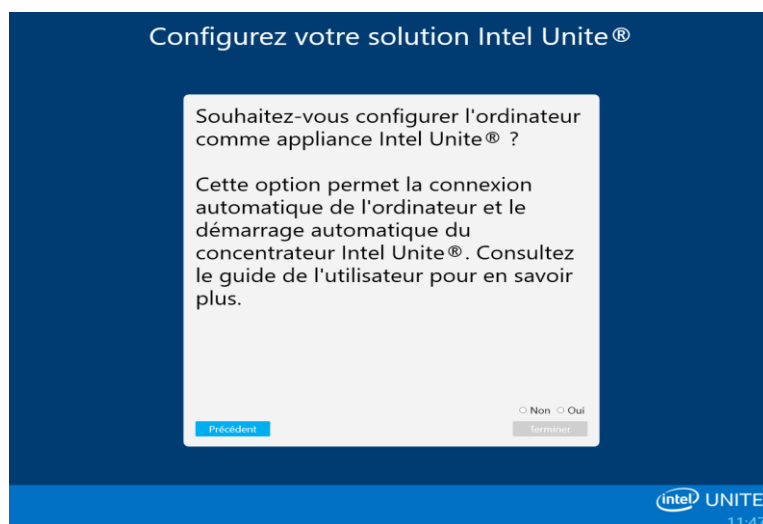 Configurez votre solution Intel Unite®
Souhaitez-vous configurer l'ordinateur
comme appliance Intel Unite® ?
Cette option permet la connexion
automatique de l'ordinateur et le
démarrage automatique du
concentrateur Intel Unite®. Consultez
le guide de l'utilisateur pour en savoir
plus.
Non Oui
Précédent Terminer
intel UNITE